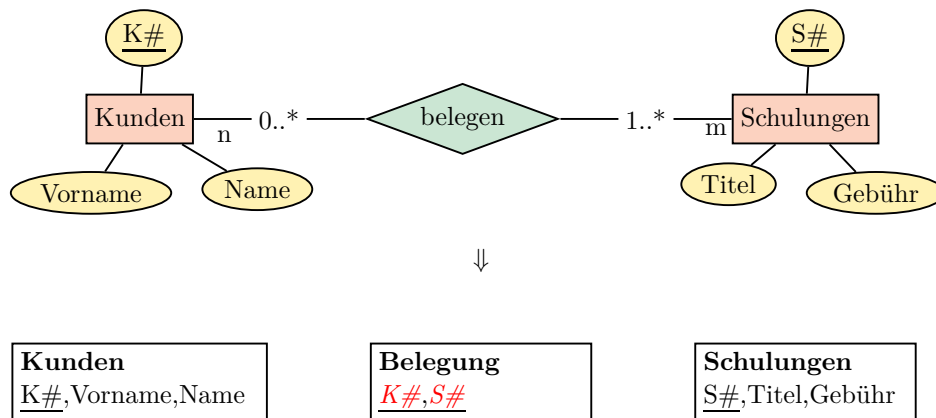 K#
S#
Kunden
n
0..*
belegen
1..*
m
Schulungen
Vorname
Name
Titel
Gebühr
⇓
Kunden
K#,Vorname,Name
Belegung
K#,S#
Schulungen
S#,Titel,Gebühr